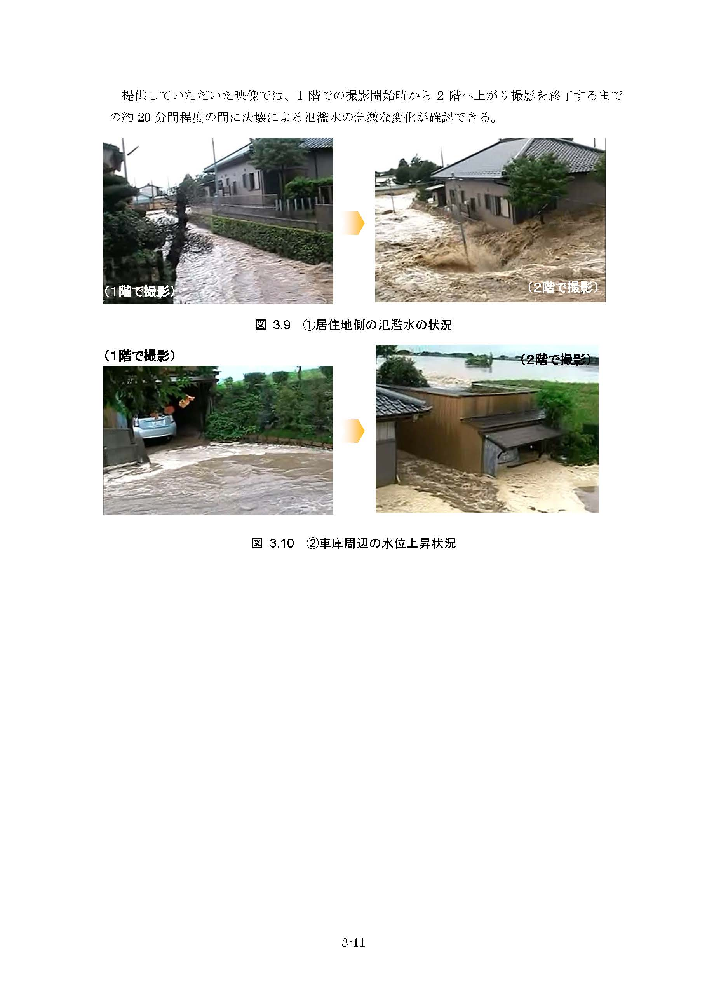 提供していただいた映像では、1 階での撮影開始時から 2 階へ上がり撮影を終了するまで
の約 20 分間程度の間に決壊による氾濫水の急激な変化が確認できる。
（1階で撮影）
（2階で撮影）
図 3.9　①居住地側の氾濫水の状況
（1階で撮影）
（2階で撮影）
図 3.10　②車庫周辺の水位上昇状況
3-11